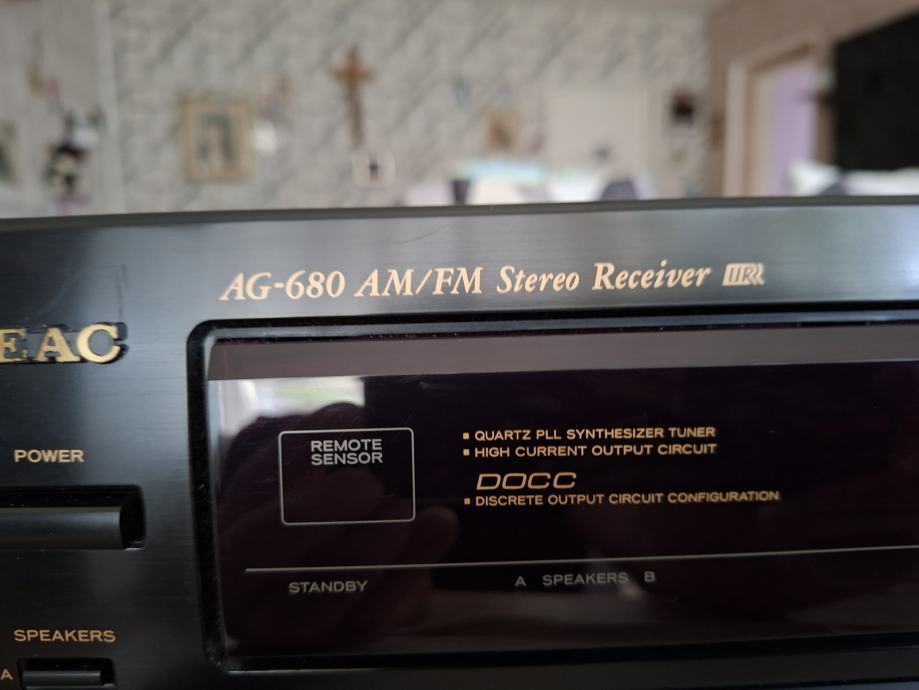 AG-680 AM/FM Stereo Receiver UR
EAC
POWER
REMOTE
SENSOR
▪ QUARTZ PLL SYNTHESIZER TUNER
▪ HIGH CURRENT OUTPUT CIRCUIT
DOCC
▪ DISCRETE OUTPUT CIRCUIT CONFIGURATION
STANDBY
A SPEAKERS B
SPEAKERS
A